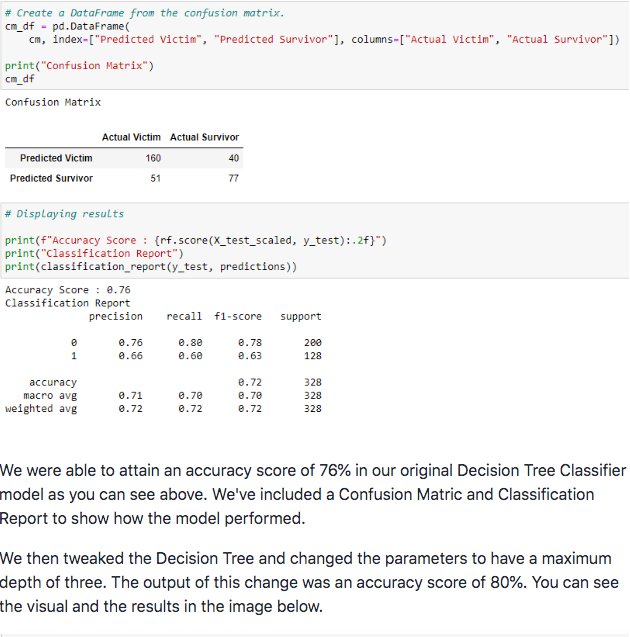 # Create a DataFrame from the confusion matrix.
cm_df = pd.DataFrame(
cm, index=["Predicted Victim", "Predicted Survivor"], columns=["Actual Victim", "Actual Survivor"])
print("Confusion Matrix")
cm_df
Confusion Matrix
Actual Victim Actual Survivor
Predicted Victim 160 40
Predicted Survivor 51 77
# Displaying results
print(f"Accuracy Score : {rf.score(X_test_scaled, y_test):.2f}")
print("Classification Report")
print(classification_report(y_test, predictions))
Accuracy Score : 0.76
Classification Report
precision recall f1-score support
0 0.76 0.80 0.78 200
1 0.66 0.60 0.63 128
accuracy 0.72 328
macro avg 0.71 0.70 0.70 328
weighted avg 0.72 0.72 0.72 328
We were able to attain an accuracy score of 76% in our original Decision Tree Classifier
model as you can see above. We've included a Confusion Matric and Classification
Report to show how the model performed.
We then tweaked the Decision Tree and changed the parameters to have a maximum
depth of three. The output of this change was an accuracy score of 80%. You can see
the visual and the results in the image below.